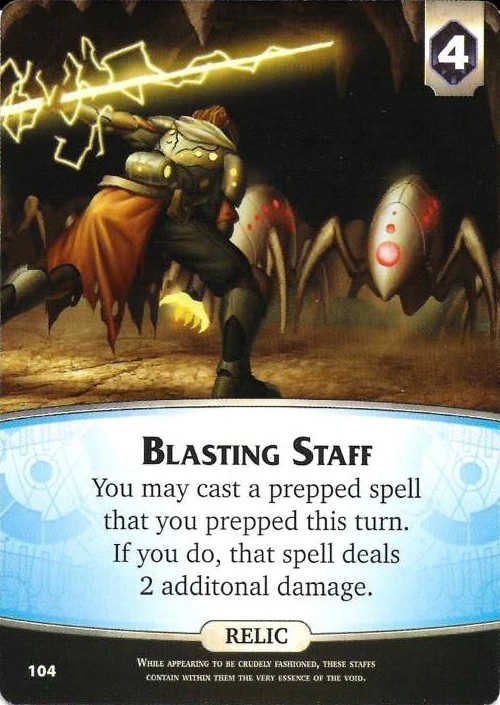 4
Blasting Staff
You may cast a prepped spell
that you prepped this turn.
If you do, that spell deals
2 additonal damage.
RELIC
While appearing to be crudely fashioned, these staffs
contain within them the very essence of the void.
104